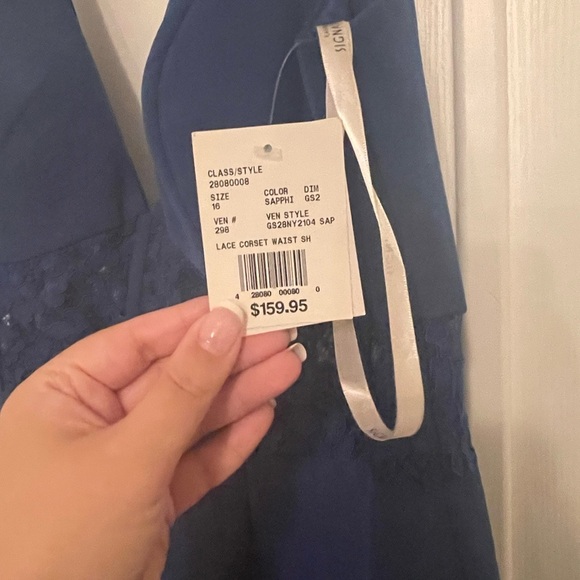 SIGN
CLASS/STYLE
28080008
SIZE COLOR DIM
16 SAPPHI GS2
VEN # VEN STYLE
298 GS28NY2104 SAP
LACE CORSET WAIST SH
4 28080 00080 0
$159.95